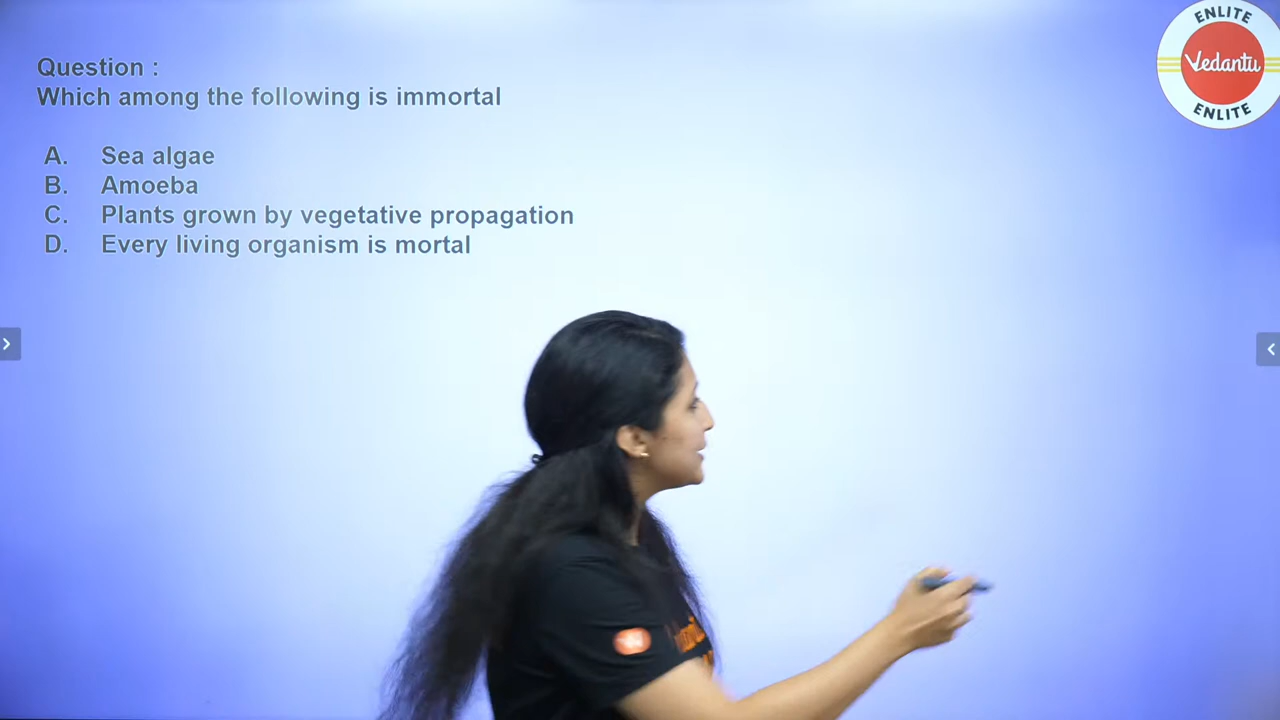 Question :
Which among the following is immortal
A. Sea algae
B. Amoeba
C. Plants grown by vegetative propagation
D. Every living organism is mortal
ENLITE
Vedantu
ENLITE